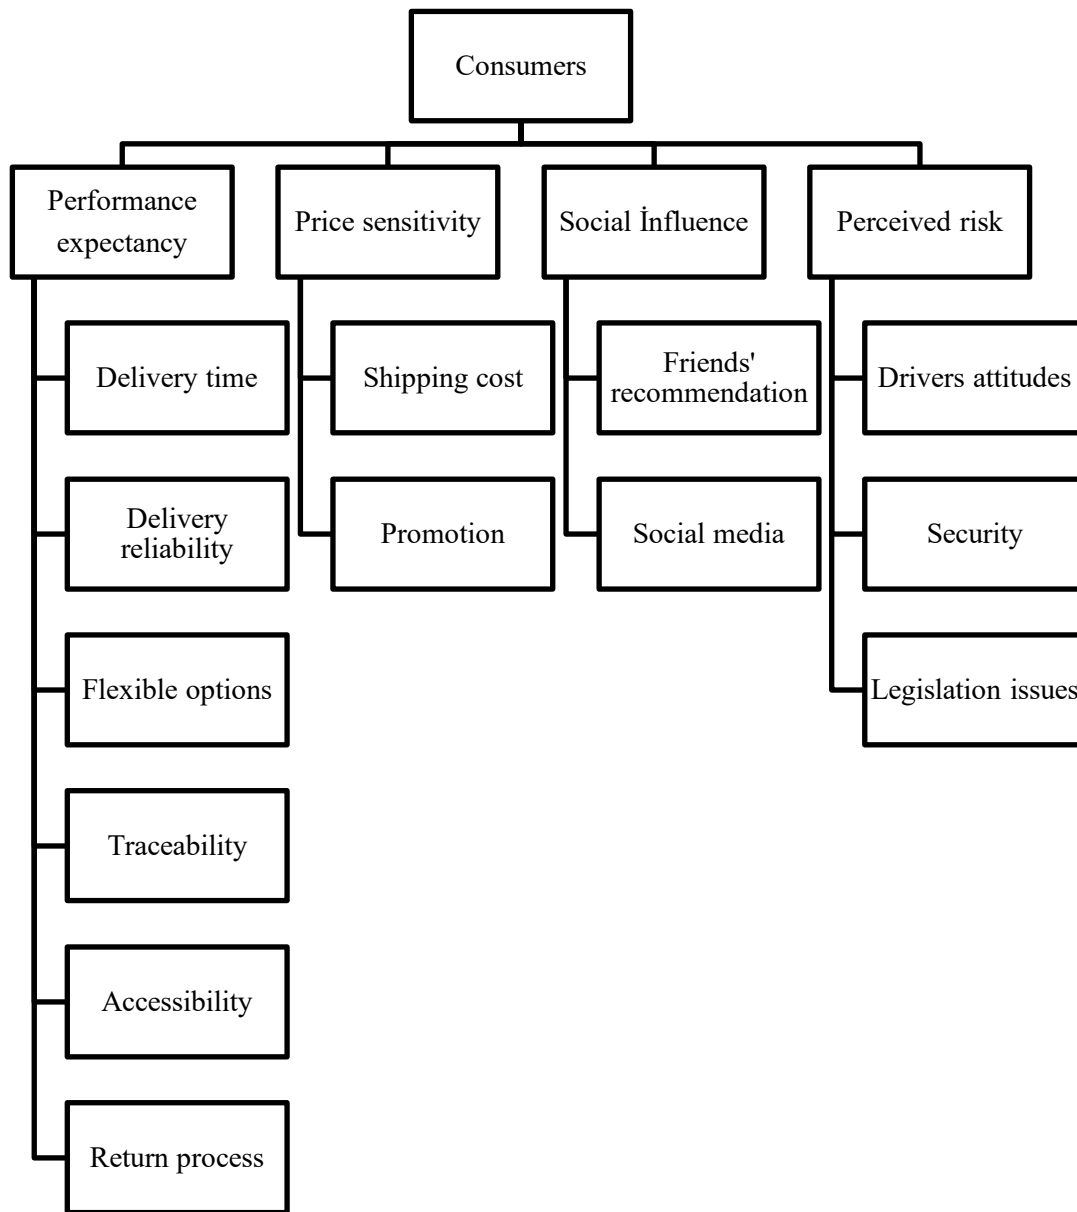 Consumers
Performance
expectancy
Price sensitivity
Social İnfluence
Perceived risk
Delivery time
Shipping cost
Friends'
recommendation
Drivers attitudes
Delivery
reliability
Promotion
Social media
Security
Flexible options
Legislation issues
Traceability
Accessibility
Return process